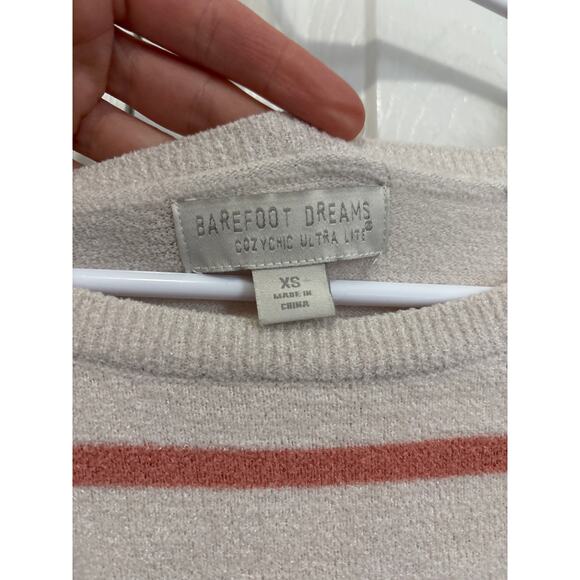 BAREFOOT DREAMS®
COZYCHIC ULTRA LITE
XS
MADE IN
CHINA